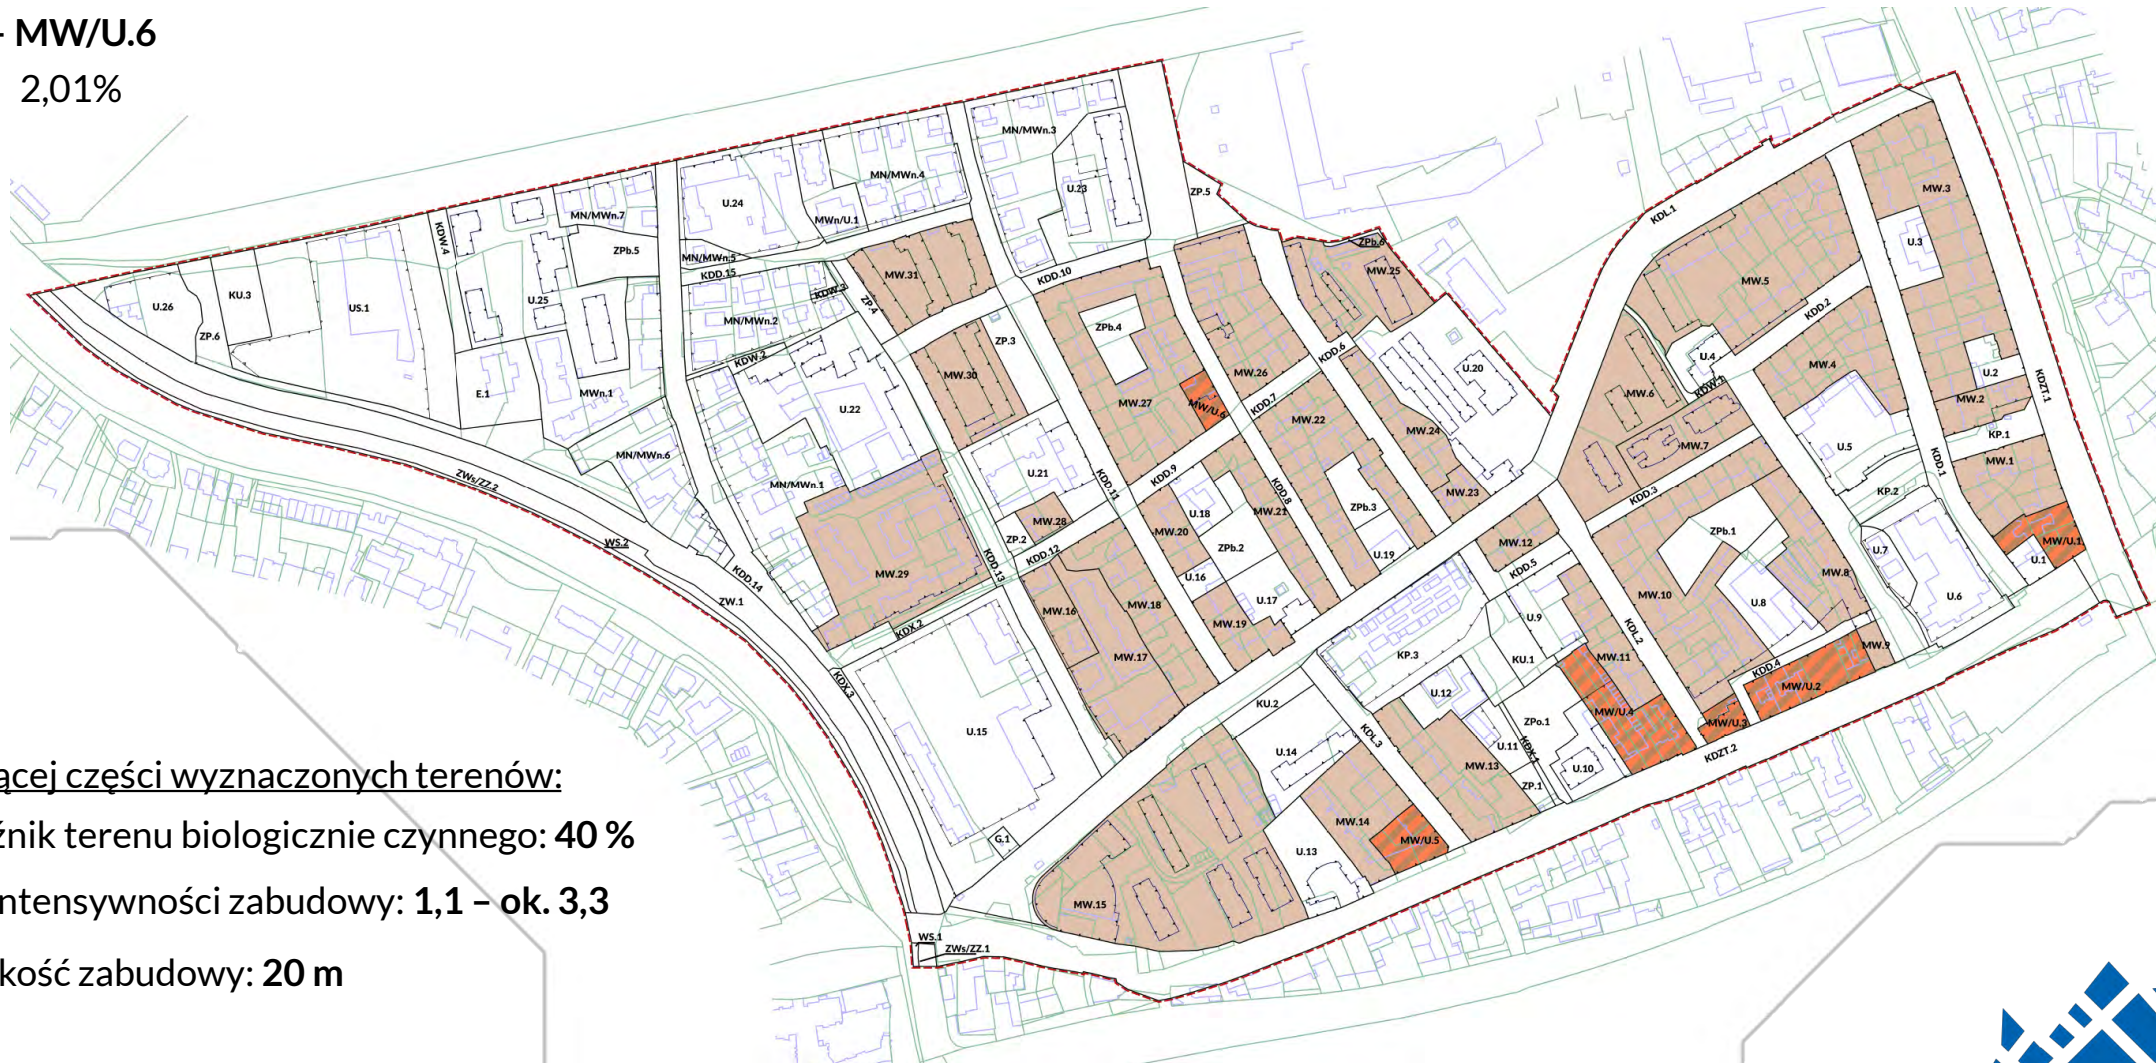 - MW/U.6
2,01%
ącej części wyznaczonych terenów:
źnik terenu biologicznie czynnego: 40 %
ntensywności zabudowy: 1,1 – ok. 3,3
kość zabudowy: 20 m
MN/MWn.3
MN/MWn.4
U.23
ZP.5
U.24
MWn/U.1
MN/MWn.7
KDW.4
ZPb.5
MN/MWn.5
KDD.15
KDW.3
ZP.4
MW.31
KDD.10
ZPb.6
MW.25
KDL.1
MW.3
U.3
MW.5
U.26
KU.3
ZP.6
US.1
U.25
MN/MWn.2
KDW.2
ZPb.4
ZP.3
MW.30
MW.26
KDD.6
U.20
KDD.2
U.4
KDW.1
MW.4
U.2
KDZT.1
MW.2
E.1
MWn.1
U.22
MW.27
MW/U.6
KDD.7
MW.22
MW.24
MW.6
MW.7
U.5
KP.1
MW.1
KDD.1
KP.2
MN/MWn.6
ZWs/ZZ.2
MN/MWn.1
U.21
KDD.11
KDD.9
KDD.8
MW.23
KDD.3
ZPb.3
MW.28
ZP.2
KDD.12
MW.20
U.18
MW.21
ZPb.2
U.19
MW.12
ZPb.1
U.7
MW/U.1
U.1
WS.2
KDD.14
ZW.1
MW.29
KDD.13
U.16
U.17
KDD.5
MW.10
MW.8
U.8
U.6
KDX.2
MW.16
MW.18
MW.19
U.9
KDL.2
MW.17
KP.3
KU.1
MW.11
KDD.4
MW.9
MW/U.2
KDX.3
U.12
KU.2
MW/U.4
MW/U.3
KDZT.2
U.15
KDL.3
ZPo.1
U.14
U.11
KDX.1
U.10
MW.13
ZP.1
G.1
MW.14
MW/U.5
U.13
MW.15
WS.1
ZWs/ZZ.1